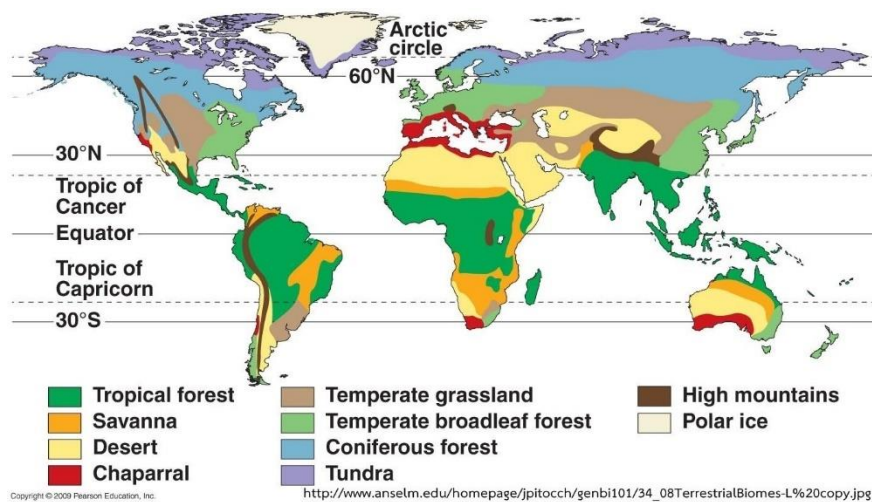 Arctic
circle
60°N
30°N
Tropic of
Cancer
Equator
Tropic of
Capricorn
30°S
Tropical forest
Savanna
Desert
Chaparral
Temperate grassland
Temperate broadleaf forest
Coniferous forest
Tundra
High mountains
Polar ice
Copyright © 2009 Pearson Education, Inc.
http://www.anselm.edu/homepage/jpitocch/genbi101/34_08TerrestrialBiomes-L%20copy.jpg